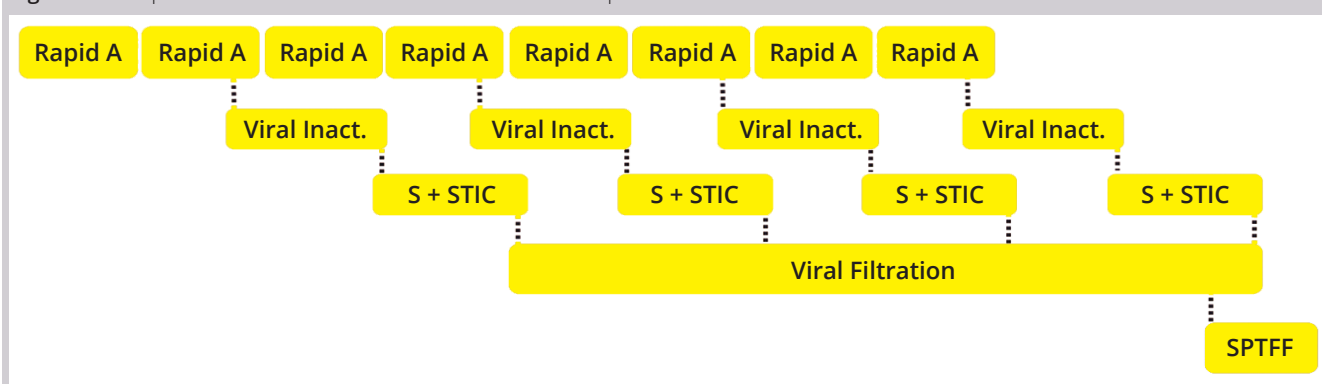 Rapid A Rapid A Rapid A Rapid A Rapid A Rapid A Rapid A Rapid A
Viral Inact. Viral Inact. Viral Inact. Viral Inact.
S + STIC S + STIC S + STIC S + STIC
Viral Filtration
SPTFF